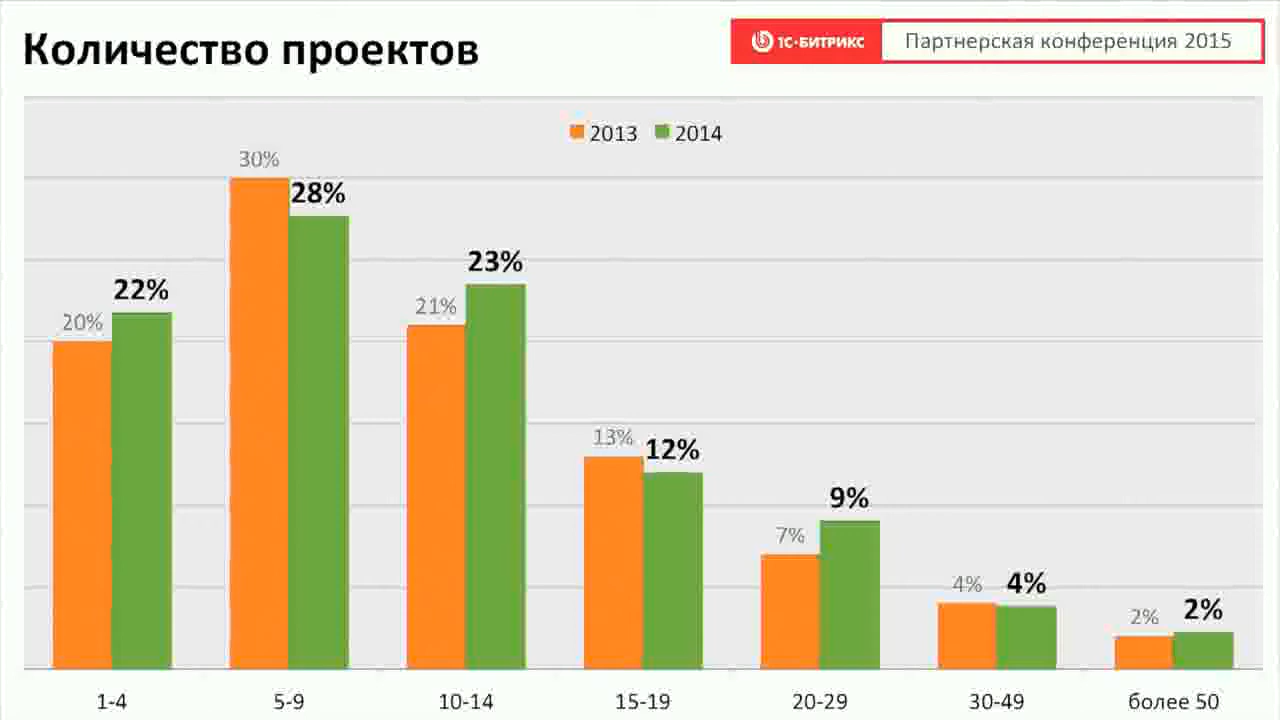 Количество проектов
1С-БИТРИКС
Партнерская конференция 2015
2013 2014
20% 22%
30% 28%
21% 23%
13% 12%
7% 9%
4% 4%
2% 2%
1-4 5-9 10-14 15-19 20-29 30-49 более 50